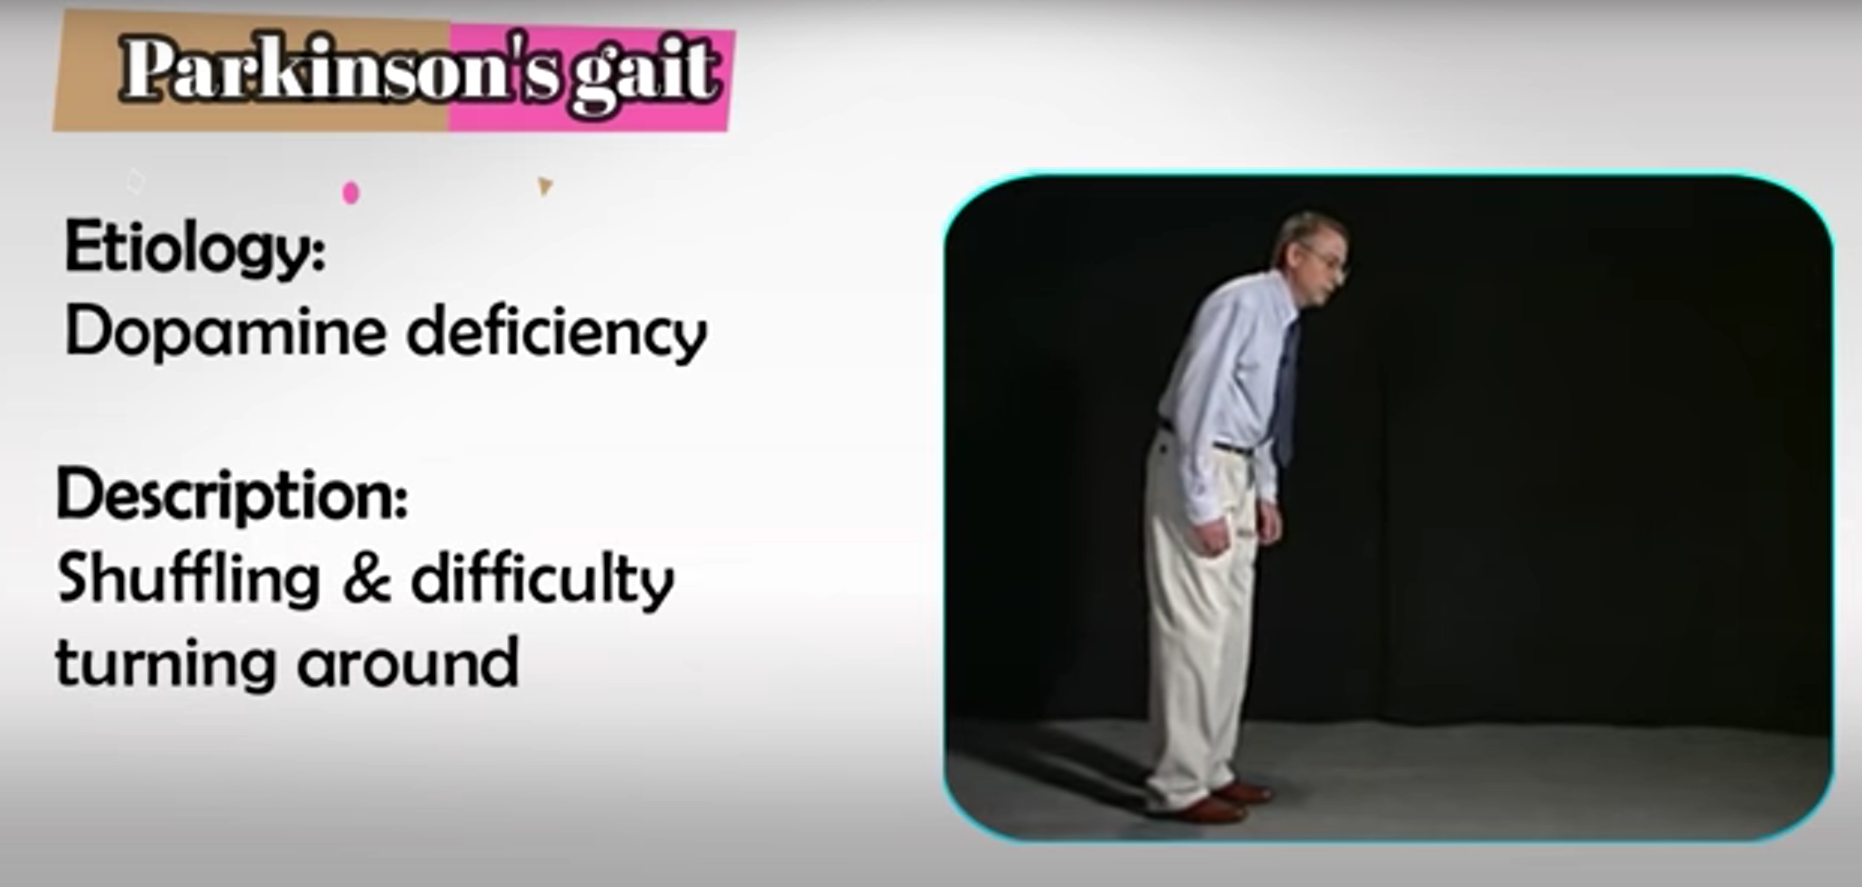 Parkinson's gait
Etiology:
Dopamine deficiency
Description:
Shuffling & difficulty
turning around